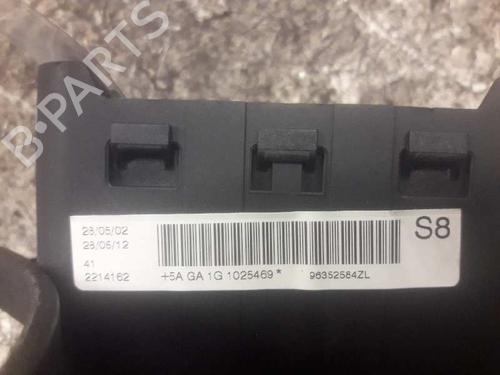 B-PARTS
28/05/02
28/05/12
41
2214162
S8
+5A GA 1G 1025469*
96352584ZL